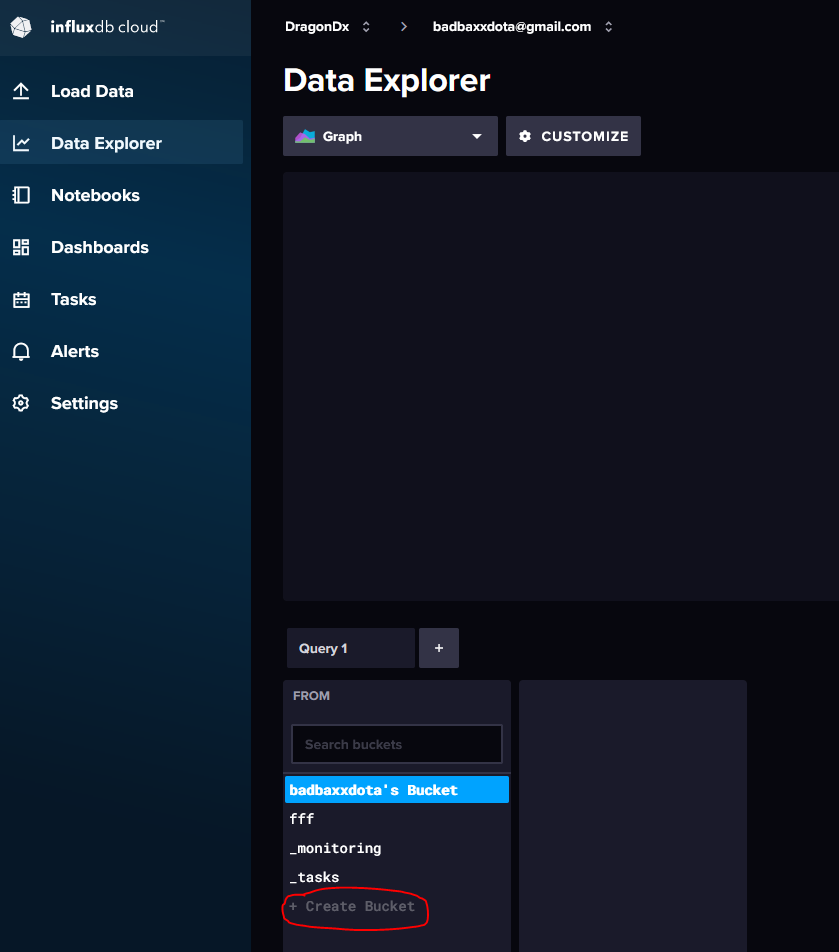 influxdb cloud™
DragonDx > badbaxxdota@gmail.com
Load Data
Data Explorer
Notebooks
Dashboards
Tasks
Alerts
Settings
Data Explorer
Graph
CUSTOMIZE
Query 1
+
FROM
Search buckets
badbaxxdota's Bucket
fff
_monitoring
_tasks
+ Create Bucket